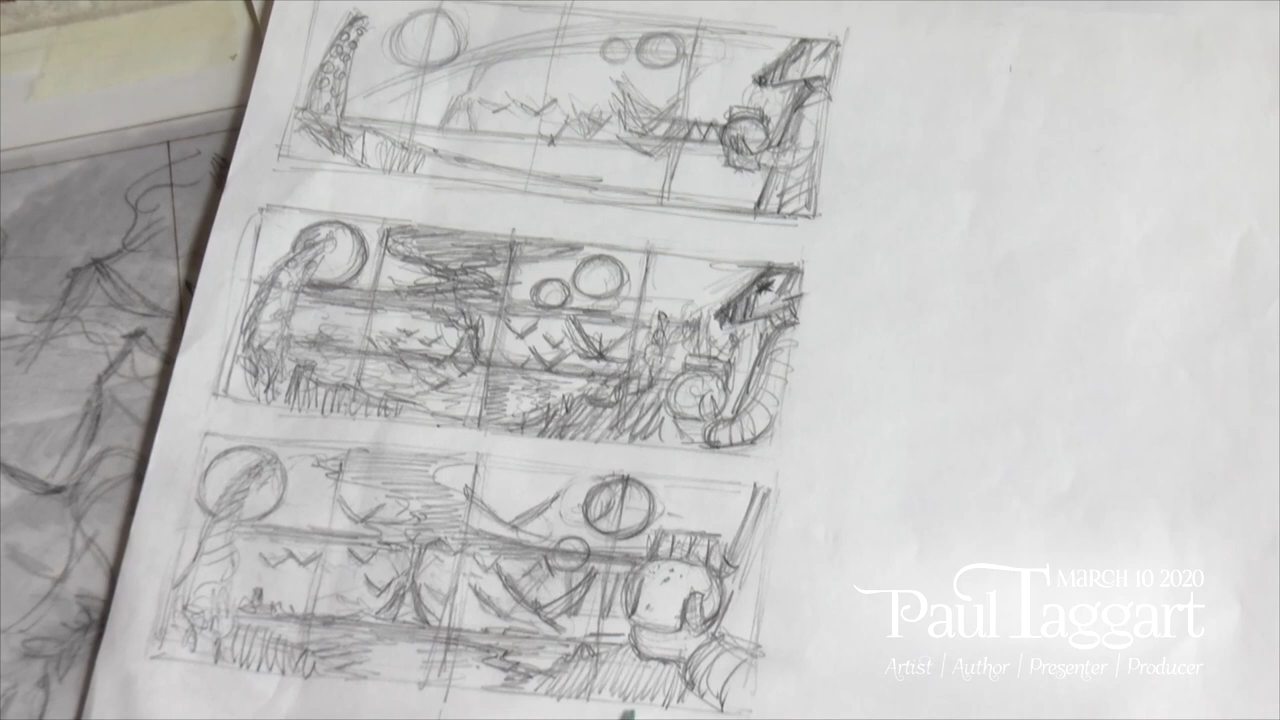 MARCH 10 2020
Paul Taggart
Artist | Author | Presenter | Producer